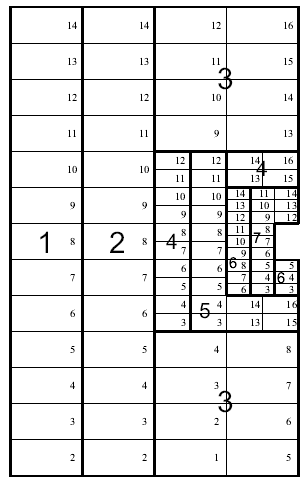 14 14 12 16
13 13 11 15
3
12 12 10 14
11 11 9 13
12 12 14 16
4
10 10 11 11 13 15
10 10 14 11 14
13 10 13
9 9 9 9 12 9 12
1 8 2 8 4 8 8 11 8
7
7 7 10 7
9 6
7 7 6 6 6 8 5 5
7 4 6 4
5 5 6 3 3
6 6 4 5 4 14 16
3 3 13 15
5 5 4 8
4 4 3 7
3
3 3 2 6
2 2 1 5